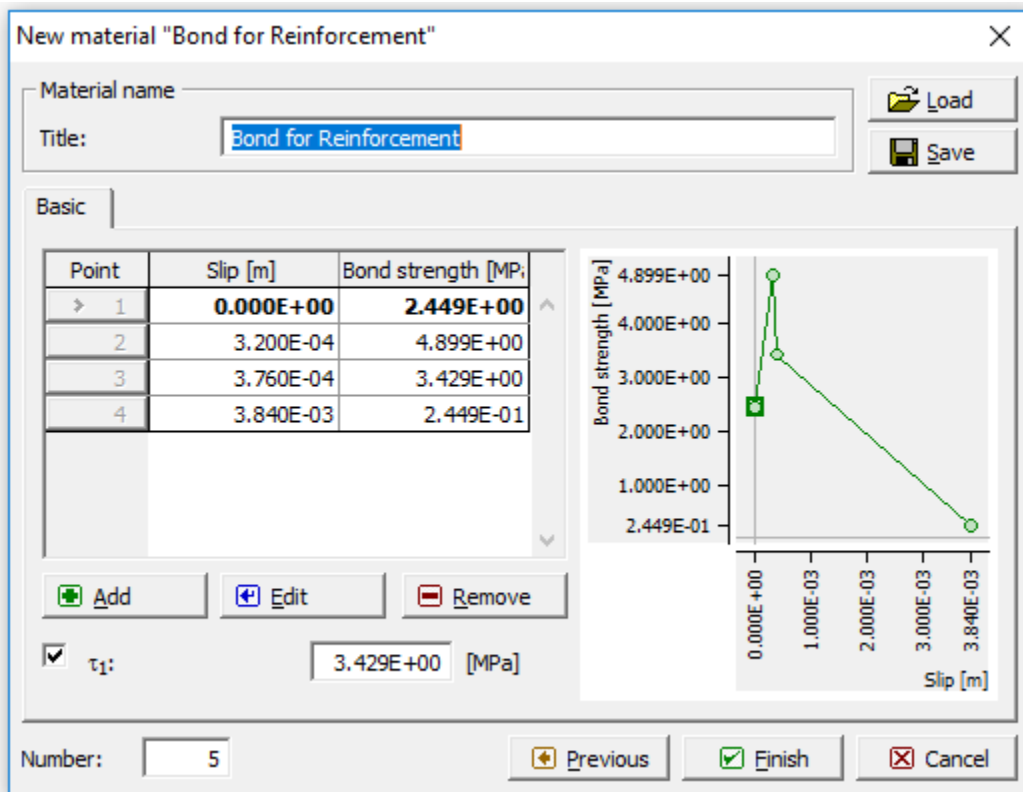 New material "Bond for Reinforcement"
Material name
Title: Bond for Reinforcement
Load
Save
Basic
Point Slip [m] Bond strength [MPa
> 1 0.000E+00 2.449E+00
2 3.200E-04 4.899E+00
3 3.760E-04 3.429E+00
4 3.840E-03 2.449E-01
Add Edit Remove
τ1: 3.429E+00 [MPa]
Bond strength [MPa]
4.899E+00
4.000E+00
3.000E+00
2.000E+00
1.000E+00
2.449E-01
0.000E+00
1.000E-03
2.000E-03
3.000E-03
3.840E-03
Slip [m]
Number: 5 Previous Finish Cancel